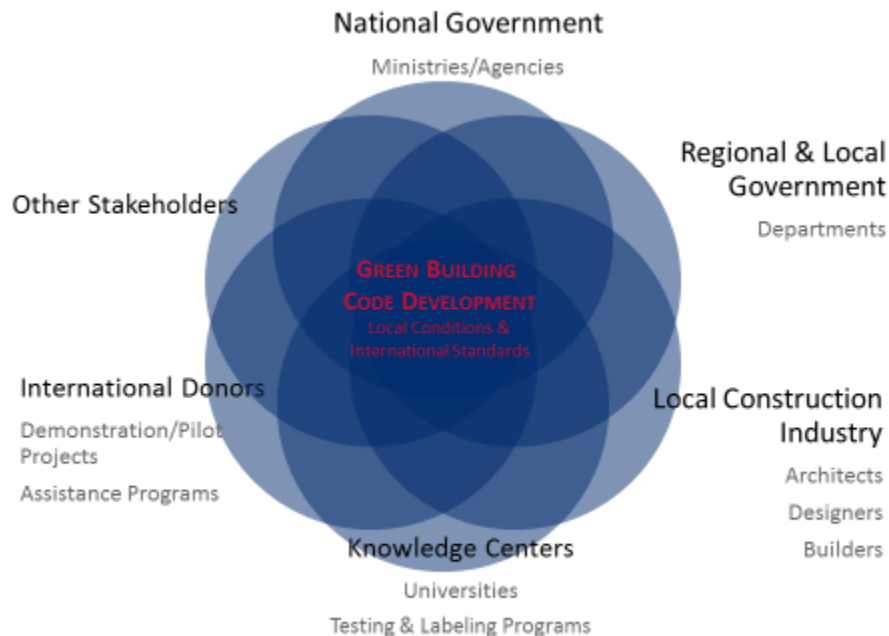 National Government
Ministries/Agencies
Regional & Local
Government
Departments
Other Stakeholders
GREEN BUILDING
CODE DEVELOPMENT
Local Conditions &
International Standards
International Donors
Demonstration/Pilot
Projects
Assistance Programs
Local Construction
Industry
Architects
Designers
Builders
Knowledge Centers
Universities
Testing & Labeling Programs